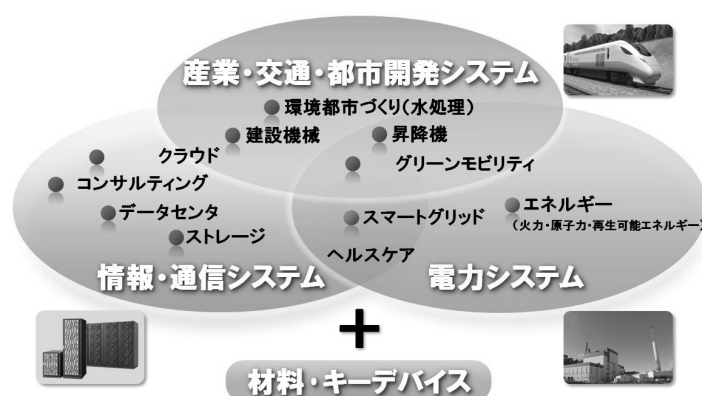 産業・交通・都市開発システム
環境都市づくり(水処理)
建設機械
昇降機
クラウド
グリーンモビリティ
コンサルティング
データセンタ
スマートグリッド
エネルギー
(火力・原子力・再生可能エネルギー)
ストレージ
ヘルスケア
情報・通信システム
電力システム
+
材料・キーデバイス